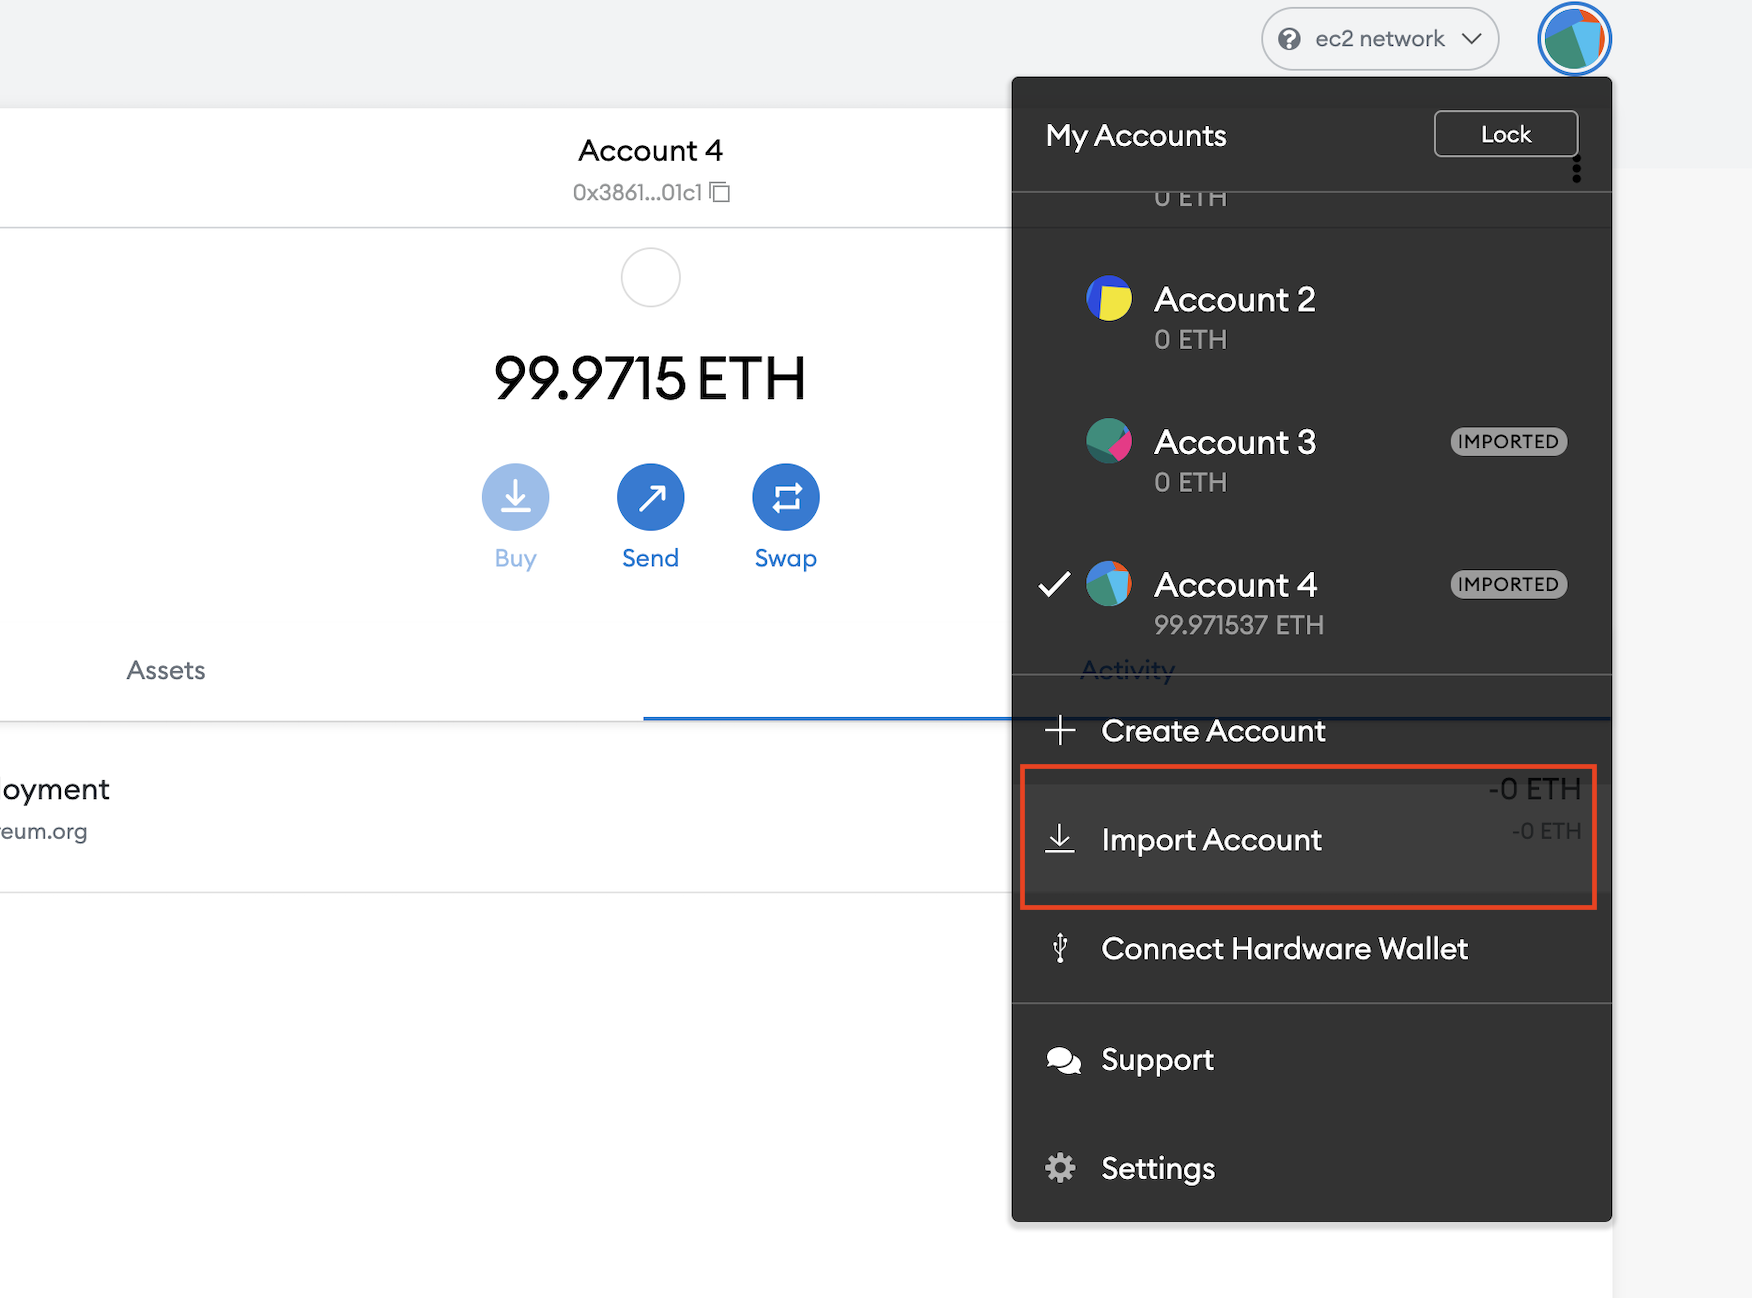 ec2 network
Account 4
0x3861...01c1
99.9715 ETH
Buy
Send
Swap
Assets
Activity
loyment
eum.org
-0 ETH
-0 ETH
My Accounts
Lock
0 ETH
Account 2
0 ETH
Account 3
IMPORTED
0 ETH
Account 4
IMPORTED
99.971537 ETH
Create Account
Import Account
Connect Hardware Wallet
Support
Settings